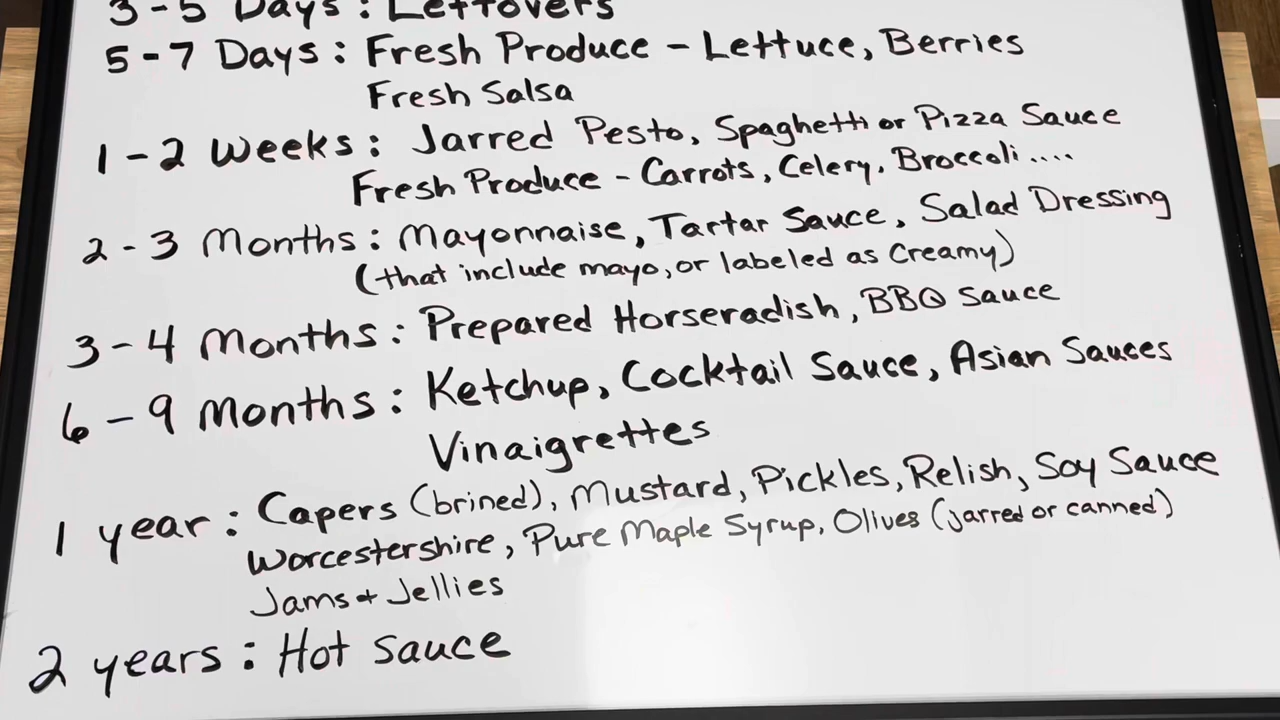 3-5 Days: Leftovers
5-7 Days: Fresh Produce - Lettuce, Berries
Fresh Salsa
1-2 Weeks: Jarred Pesto, Spaghetti or Pizza Sauce
Fresh Produce - Carrots, Celery, Broccoli....
2-3 Months: Mayonnaise, Tartar Sauce, Salad Dressing
(that include mayo, or labeled as Creamy)
3-4 Months: Prepared Horseradish, BBQ Sauce
6-9 Months: Ketchup, Cocktail Sauce, Asian Sauces
Vinaigrettes
1 year: Capers (brined), Mustard, Pickles, Relish, Soy Sauce
Worcestershire, Pure Maple Syrup, Olives (jarred or canned)
Jams + Jellies
2 years: Hot Sauce